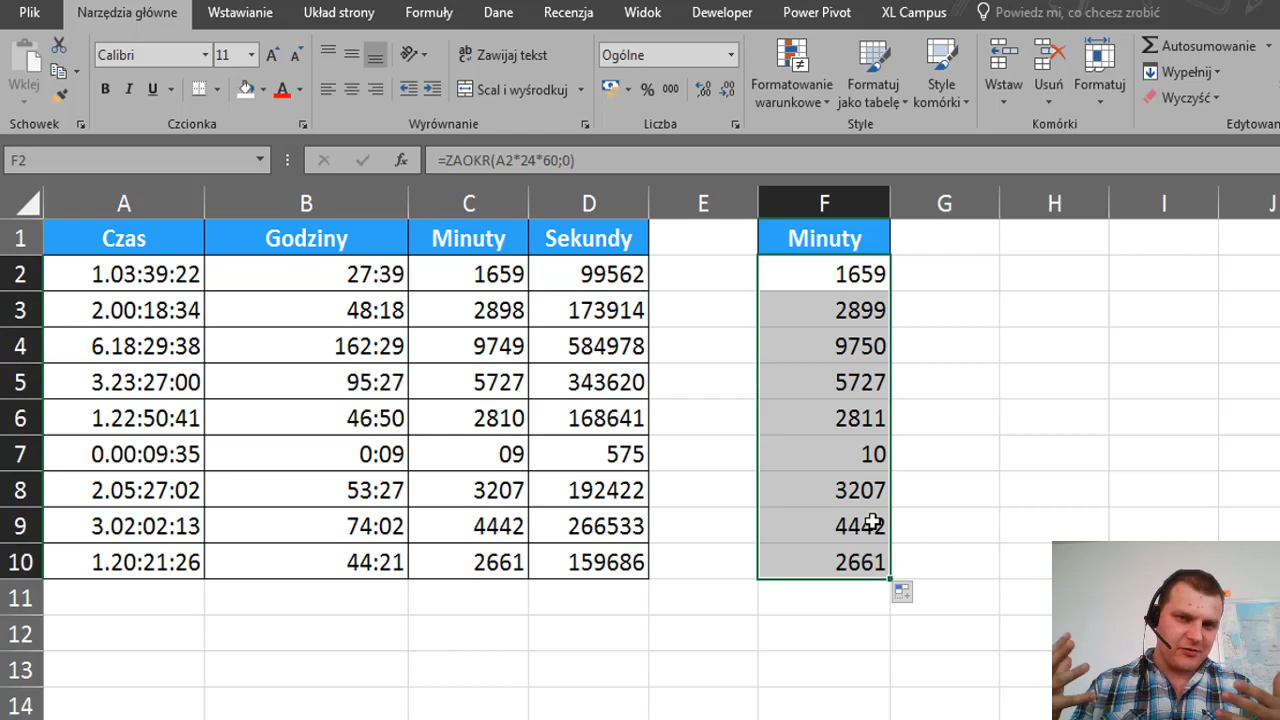 Plik Narzędzia główne Wstawianie Układ strony Formuły Dane Recenzja Widok Deweloper Power Pivot XL Campus Powiedz mi, co chcesz zrobić
Wklej Calibri 11 Zawijaj tekst Ogólne Formatowanie warunkowe Formatuj jako tabelę Style komórki Wstaw Usuń Formatuj Autosumowanie
B I U A Scal i wyśrodkuj % 000 Wypełnij
Wyczyść
Schowek Czcionka Wyrównanie Liczba Style Komórki Edytowan
F2 fx =ZAOKR(A2*24*60;0)
A B C D E F G H I J
1 Czas Godziny Minuty Sekundy Minuty
2 1.03:39:22 27:39 1659 99562 1659
3 2.00:18:34 48:18 2898 173914 2899
4 6.18:29:38 162:29 9749 584978 9750
5 3.23:27:00 95:27 5727 343620 5727
6 1.22:50:41 46:50 2810 168641 2811
7 0.00:09:35 0:09 09 575 10
8 2.05:27:02 53:27 3207 192422 3207
9 3.02:02:13 74:02 4442 266533 4442
10 1.20:21:26 44:21 2661 159686 2661
11
12
13
14